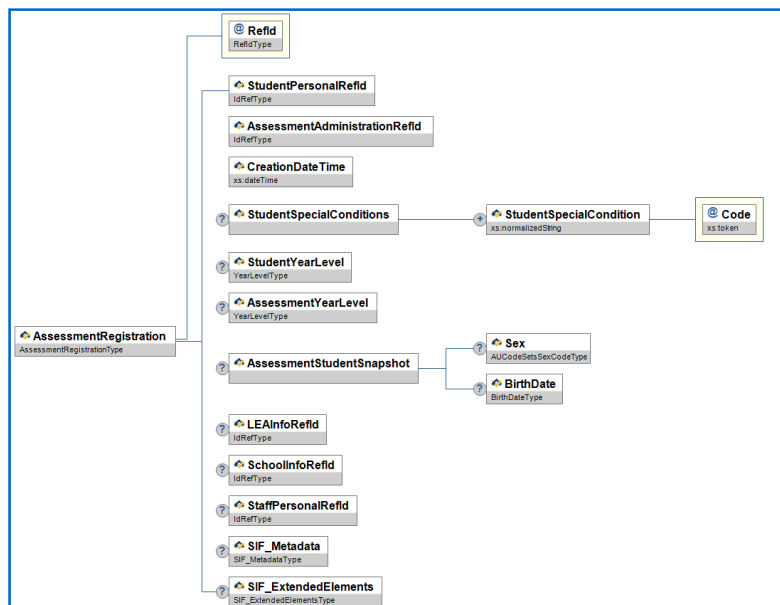 @ RefId
RefIdType
StudentPersonalRefId
IdRefType
AssessmentAdministrationRefId
IdRefType
CreationDateTime
xs:dateTime
? StudentSpecialConditions
+ StudentSpecialCondition
xs:normalizedString
@ Code
xs:token
? StudentYearLevel
YearLevelType
? AssessmentYearLevel
YearLevelType
AssessmentRegistration
AssessmentRegistrationType
? AssessmentStudentSnapshot
? Sex
AUCodeSetsSexCodeType
? BirthDate
BirthDateType
? LEAInfoRefId
IdRefType
? SchoolInfoRefId
IdRefType
? StaffPersonalRefId
IdRefType
? SIF_Metadata
SIF_MetadataType
? SIF_ExtendedElements
SIF_ExtendedElementsType